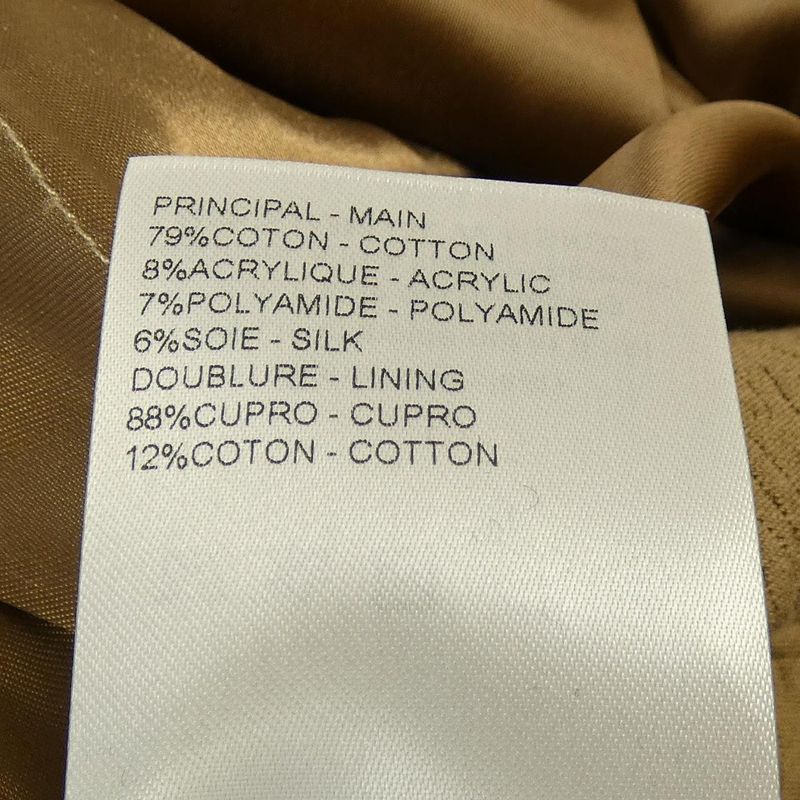 PRINCIPAL - MAIN
79%COTON - COTTON
8%ACRYLIQUE - ACRYLIC
7%POLYAMIDE - POLYAMIDE
6%SOIE - SILK
DOUBLURE - LINING
88%CUPRO - CUPRO
12%COTON - COTTON